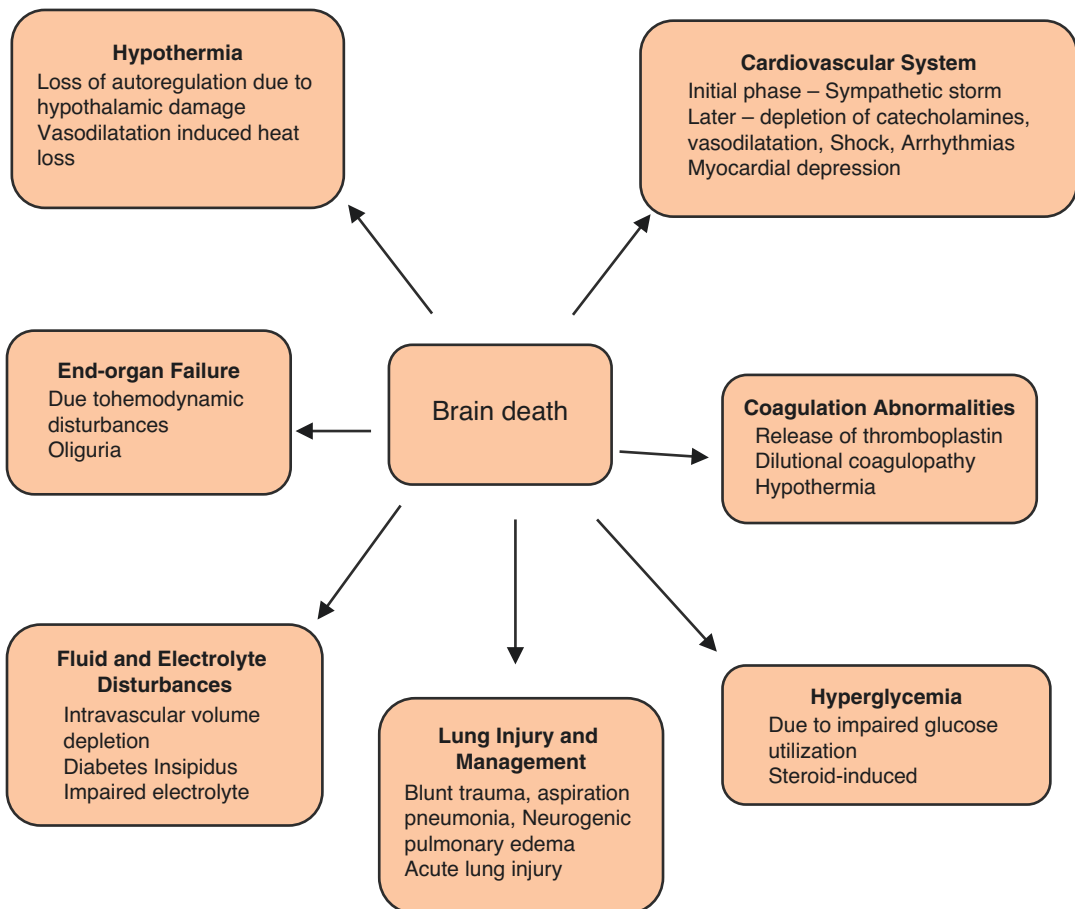 Hypothermia
Loss of autoregulation due to
hypothalamic damage
Vasodilatation induced heat
loss
Cardiovascular System
Initial phase – Sympathetic storm
Later – depletion of catecholamines,
vasodilatation, Shock, Arrhythmias
Myocardial depression
End-organ Failure
Due tohemodynamic
disturbances
Oliguria
Brain death
Coagulation Abnormalities
Release of thromboplastin
Dilutional coagulopathy
Hypothermia
Fluid and Electrolyte
Disturbances
Intravascular volume
depletion
Diabetes Insipidus
Impaired electrolyte
Lung Injury and
Management
Blunt trauma, aspiration
pneumonia, Neurogenic
pulmonary edema
Acute lung injury
Hyperglycemia
Due to impaired glucose
utilization
Steroid-induced